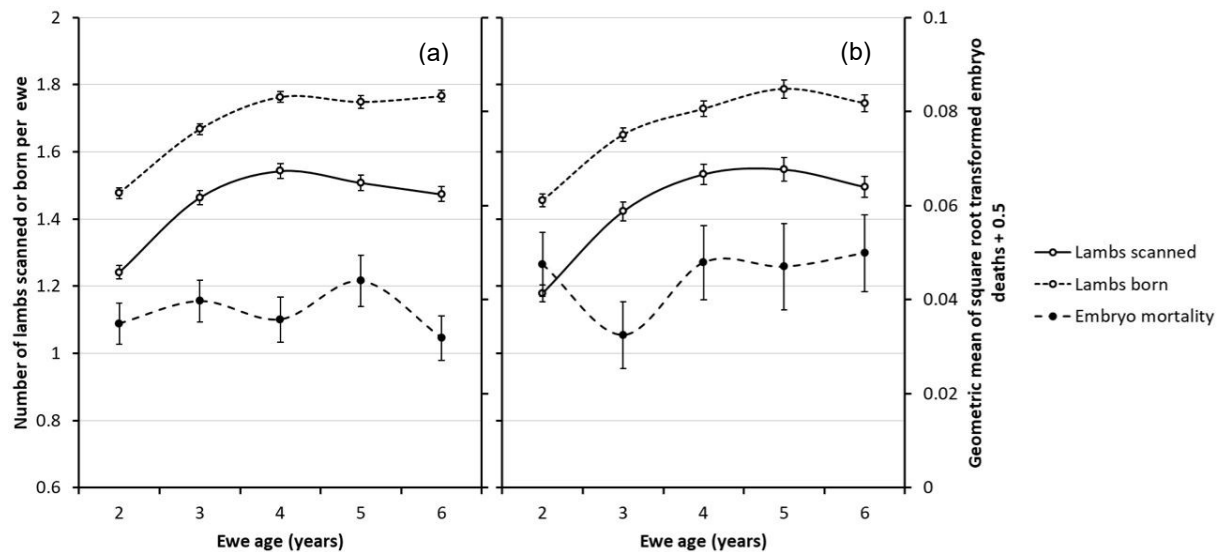 Number of lambs scanned or born per ewe
2
1.8
1.6
1.4
1.2
1
0.8
0.6
(a)
2 3 4 5 6
Ewe age (years)
(b)
2 3 4 5 6
Ewe age (years)
0.1
0.08
0.06
0.04
0.02
0
Geometric mean of square root transformed embryo
deaths + 0.5
Lambs scanned
Lambs born
Embryo mortality